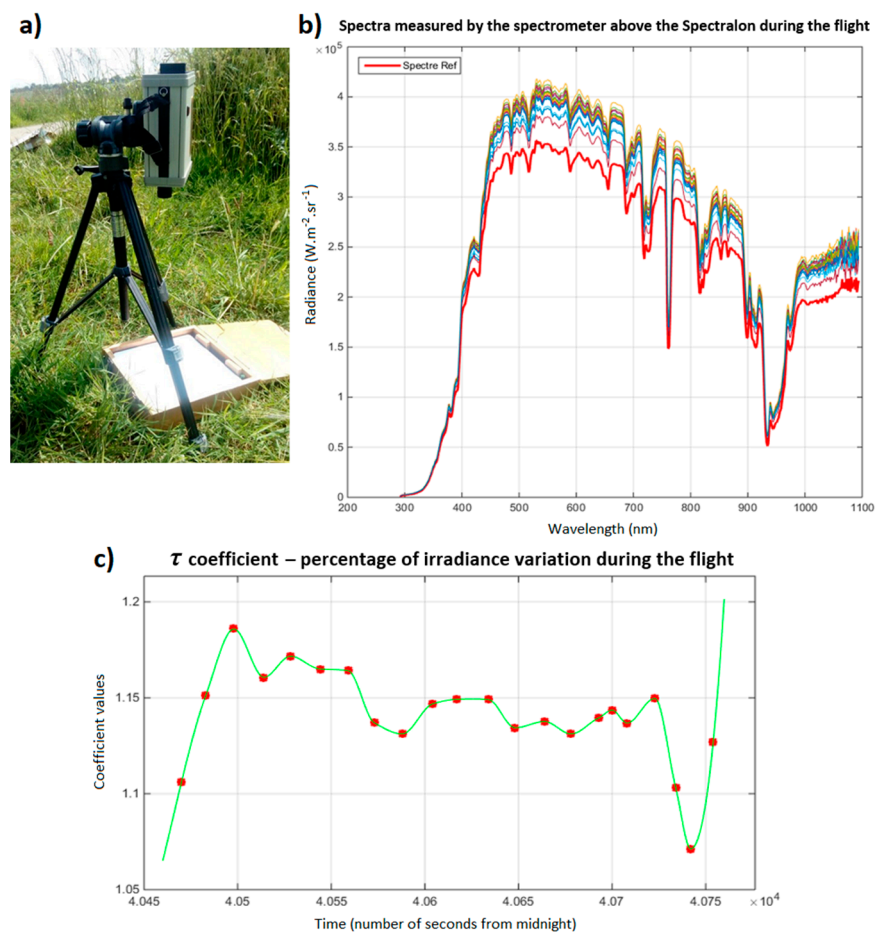 a)
b)
Spectra measured by the spectrometer above the Spectralon during the flight
×10⁵
Spectre Ref
4
3.5
3
2.5
2
1.5
1
0.5
0
Radiance (W.m⁻².sr⁻¹)
200 300 400 500 600 700 800 900 1000 1100
Wavelength (nm)
c)
τ coefficient – percentage of irradiance variation during the flight
1.2
1.15
1.1
1.05
Coefficient values
4.045 4.05 4.055 4.06 4.065 4.07 4.075 ×10⁴
Time (number of seconds from midnight)